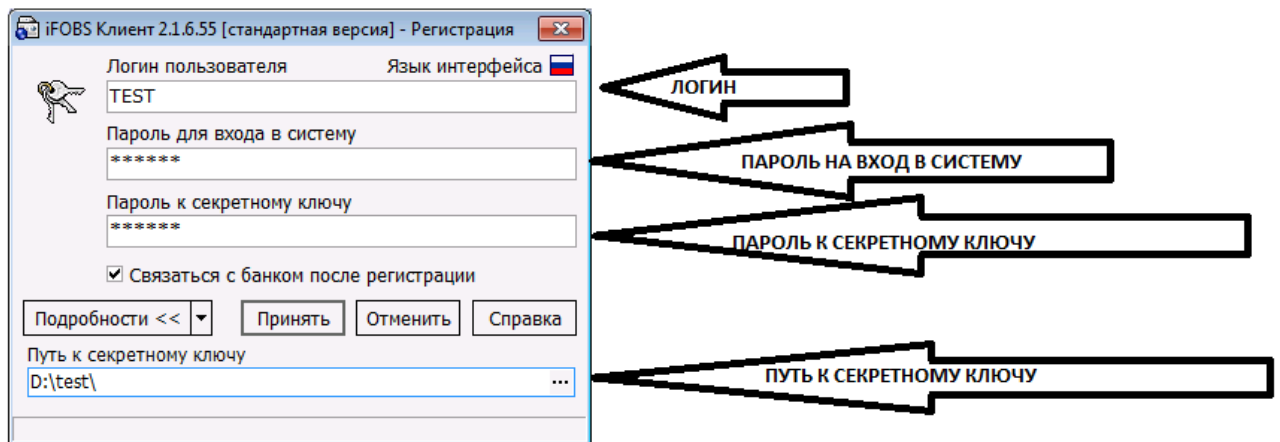 iFOBS Клиент 2.1.6.55 [стандартная версия] - Регистрация
Логин пользователя Язык интерфейса
TEST
ЛОГИН
Пароль для входа в систему
******
ПАРОЛЬ НА ВХОД В СИСТЕМУ
Пароль к секретному ключу
******
ПАРОЛЬ К СЕКРЕТНОМУ КЛЮЧУ
Связаться с банком после регистрации
Подробности << Принять Отменить Справка
Путь к секретному ключу
D:\test\ ...
ПУТЬ К СЕКРЕТНОМУ КЛЮЧУ